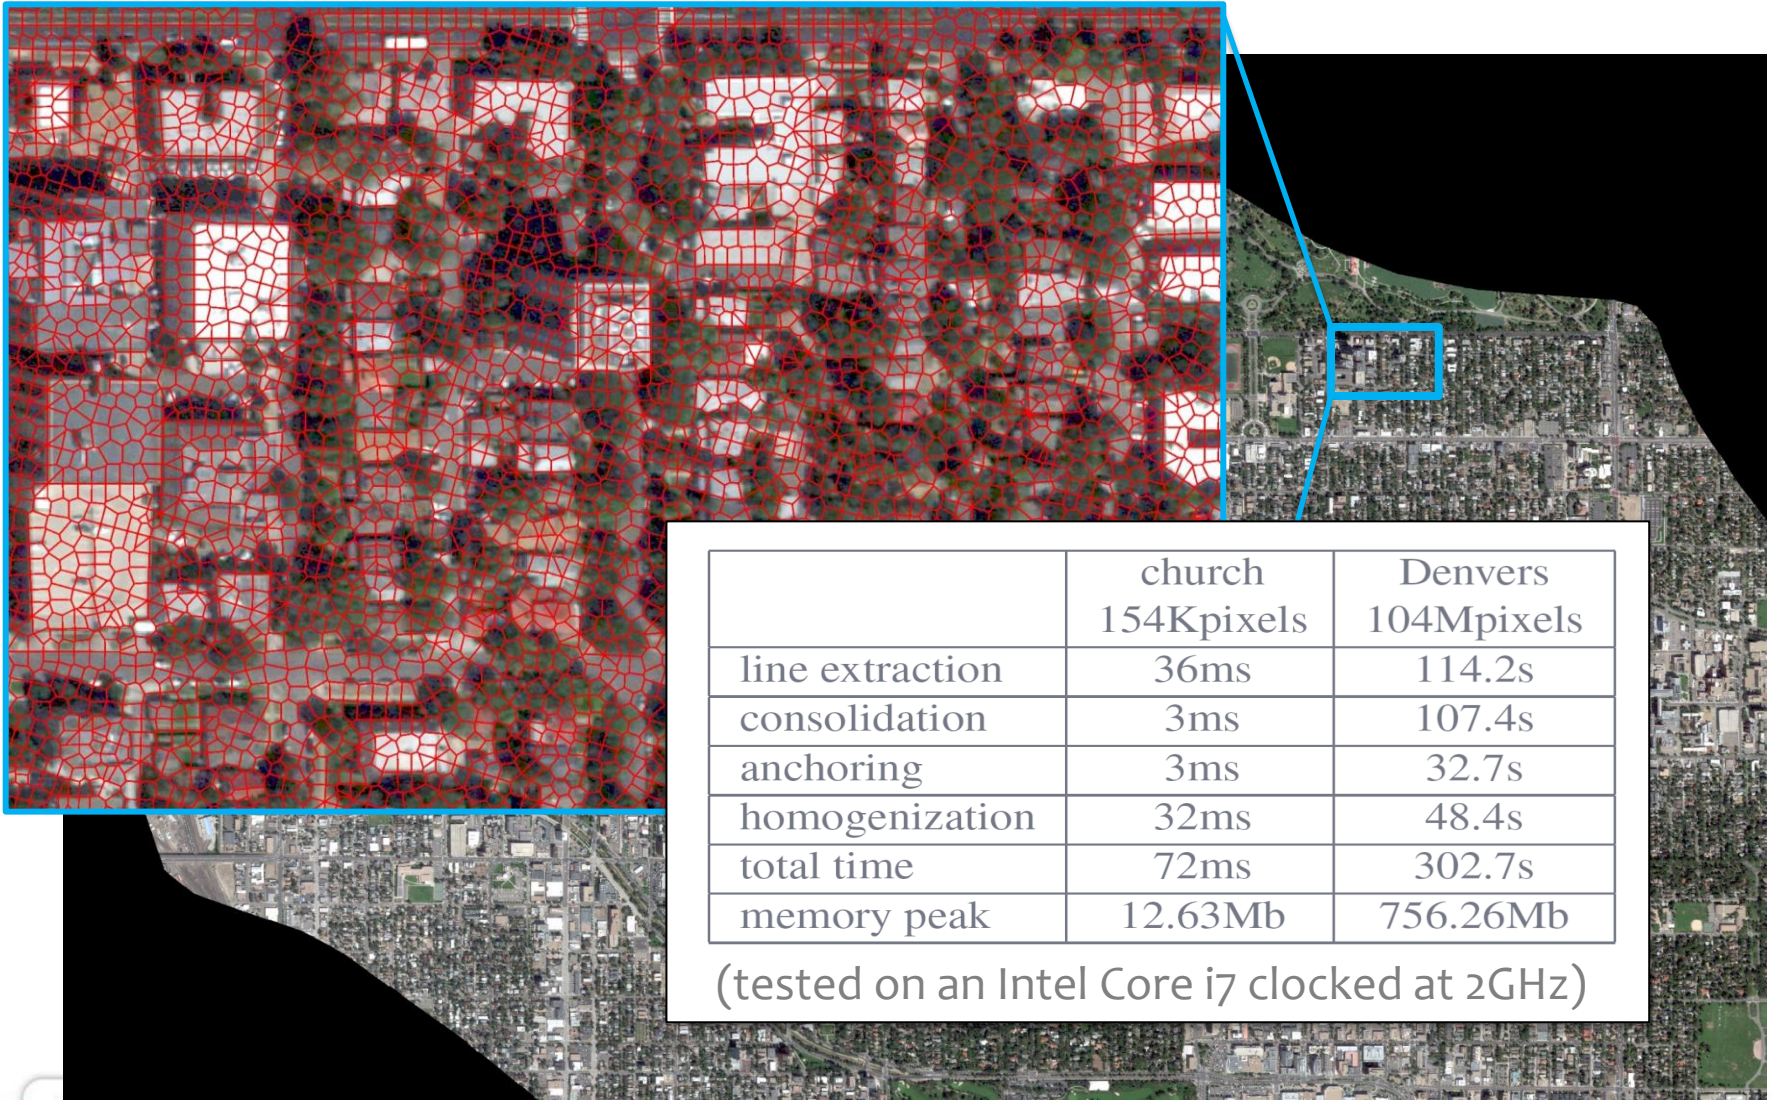 church Denvers
154Kpixels 104Mpixels
line extraction 36ms 114.2s
consolidation 3ms 107.4s
anchoring 3ms 32.7s
homogenization 32ms 48.4s
total time 72ms 302.7s
memory peak 12.63Mb 756.26Mb
(tested on an Intel Core i7 clocked at 2GHz)